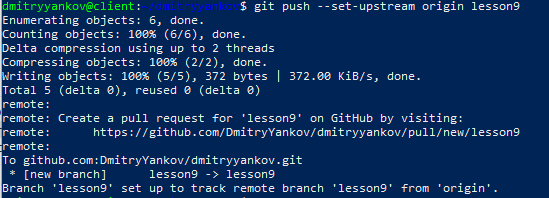 dmitryyankov@client:~/dmitryyankov$ git push --set-upstream origin lesson9
Enumerating objects: 6, done.
Counting objects: 100% (6/6), done.
Delta compression using up to 2 threads
Compressing objects: 100% (2/2), done.
Writing objects: 100% (5/5), 372 bytes | 372.00 KiB/s, done.
Total 5 (delta 0), reused 0 (delta 0)
remote:
remote: Create a pull request for 'lesson9' on GitHub by visiting:
remote:      https://github.com/DmitryYankov/dmitryyankov/pull/new/lesson9
remote:
To github.com:DmitryYankov/dmitryyankov.git
 * [new branch]      lesson9 -> lesson9
Branch 'lesson9' set up to track remote branch 'lesson9' from 'origin'.